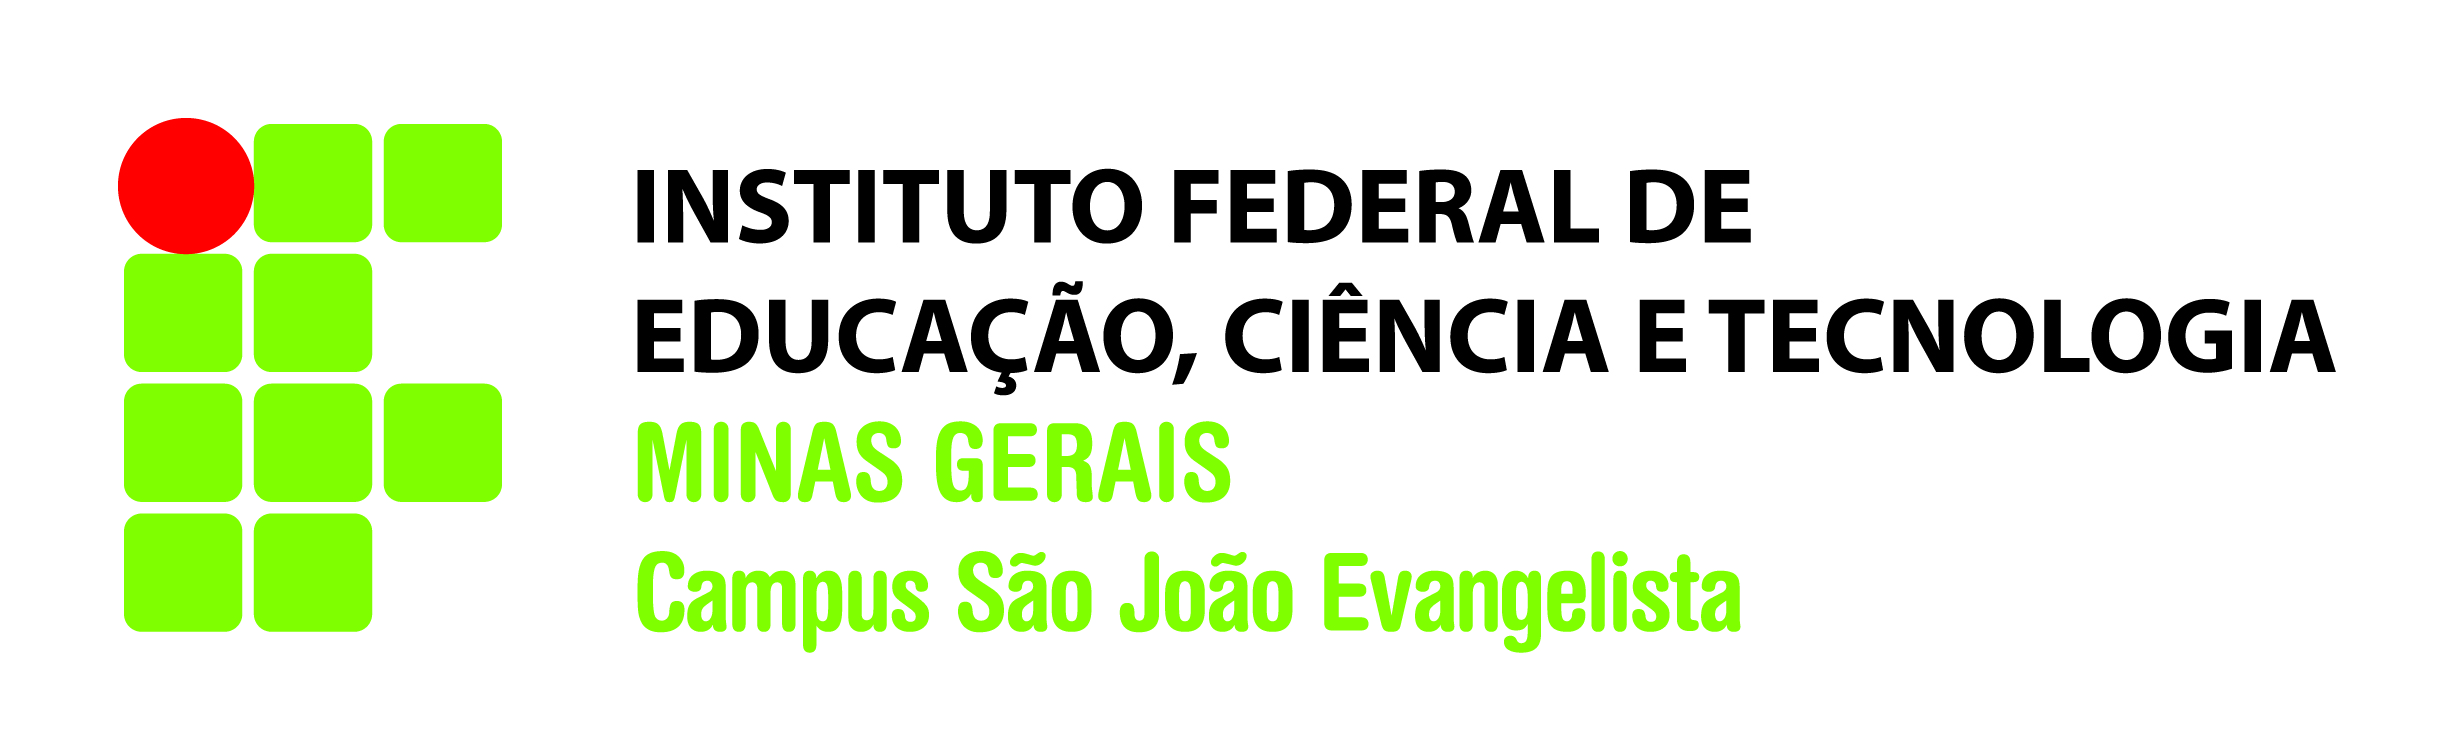 INSTITUTO FEDERAL DE
EDUCAÇÃO, CIÊNCIA E TECNOLOGIA
MINAS GERAIS
Campus São João Evangelista